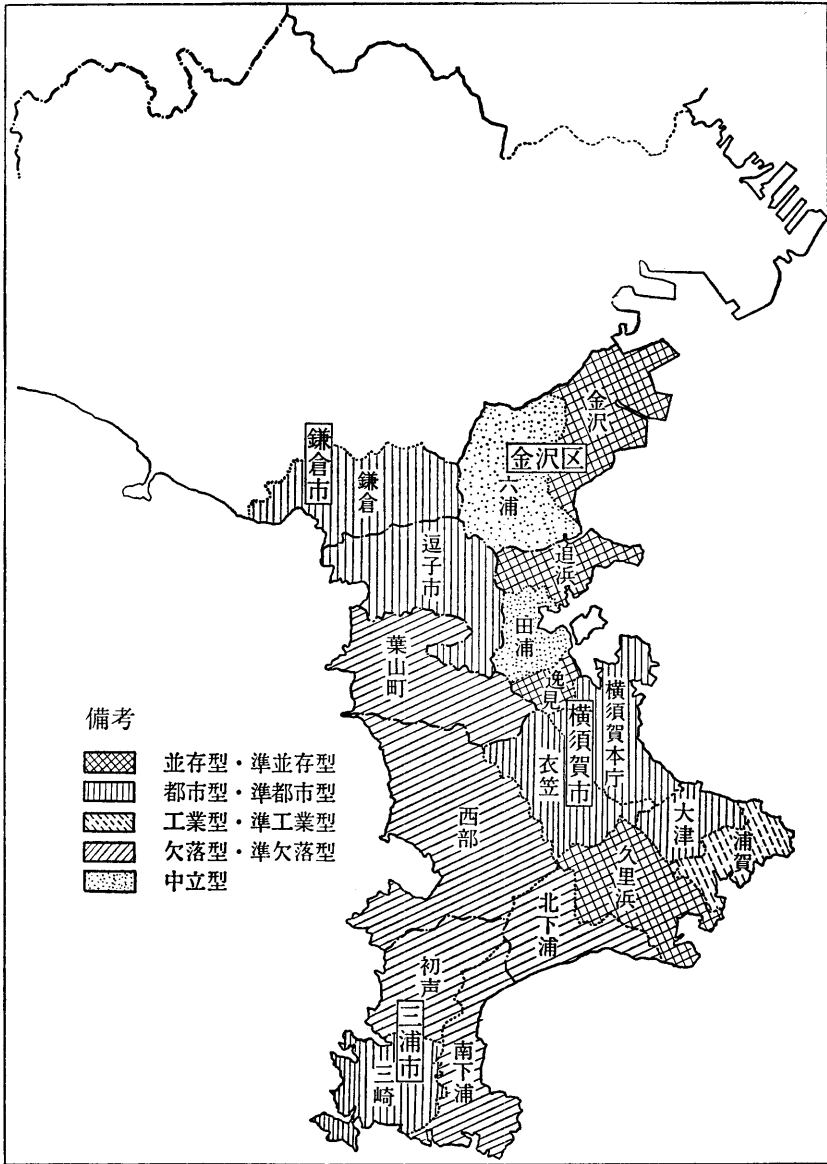 金沢
金沢区
六浦
鎌倉市
鎌倉
逗子市
追浜
田浦
葉山町
逸見
横須賀市
横須賀本庁
衣笠
大津
浦賀
久里浜
西部
北下浦
初声
三浦市
三崎
南下浦
備考
並存型・準並存型
都市型・準都市型
工業型・準工業型
欠落型・準欠落型
中立型